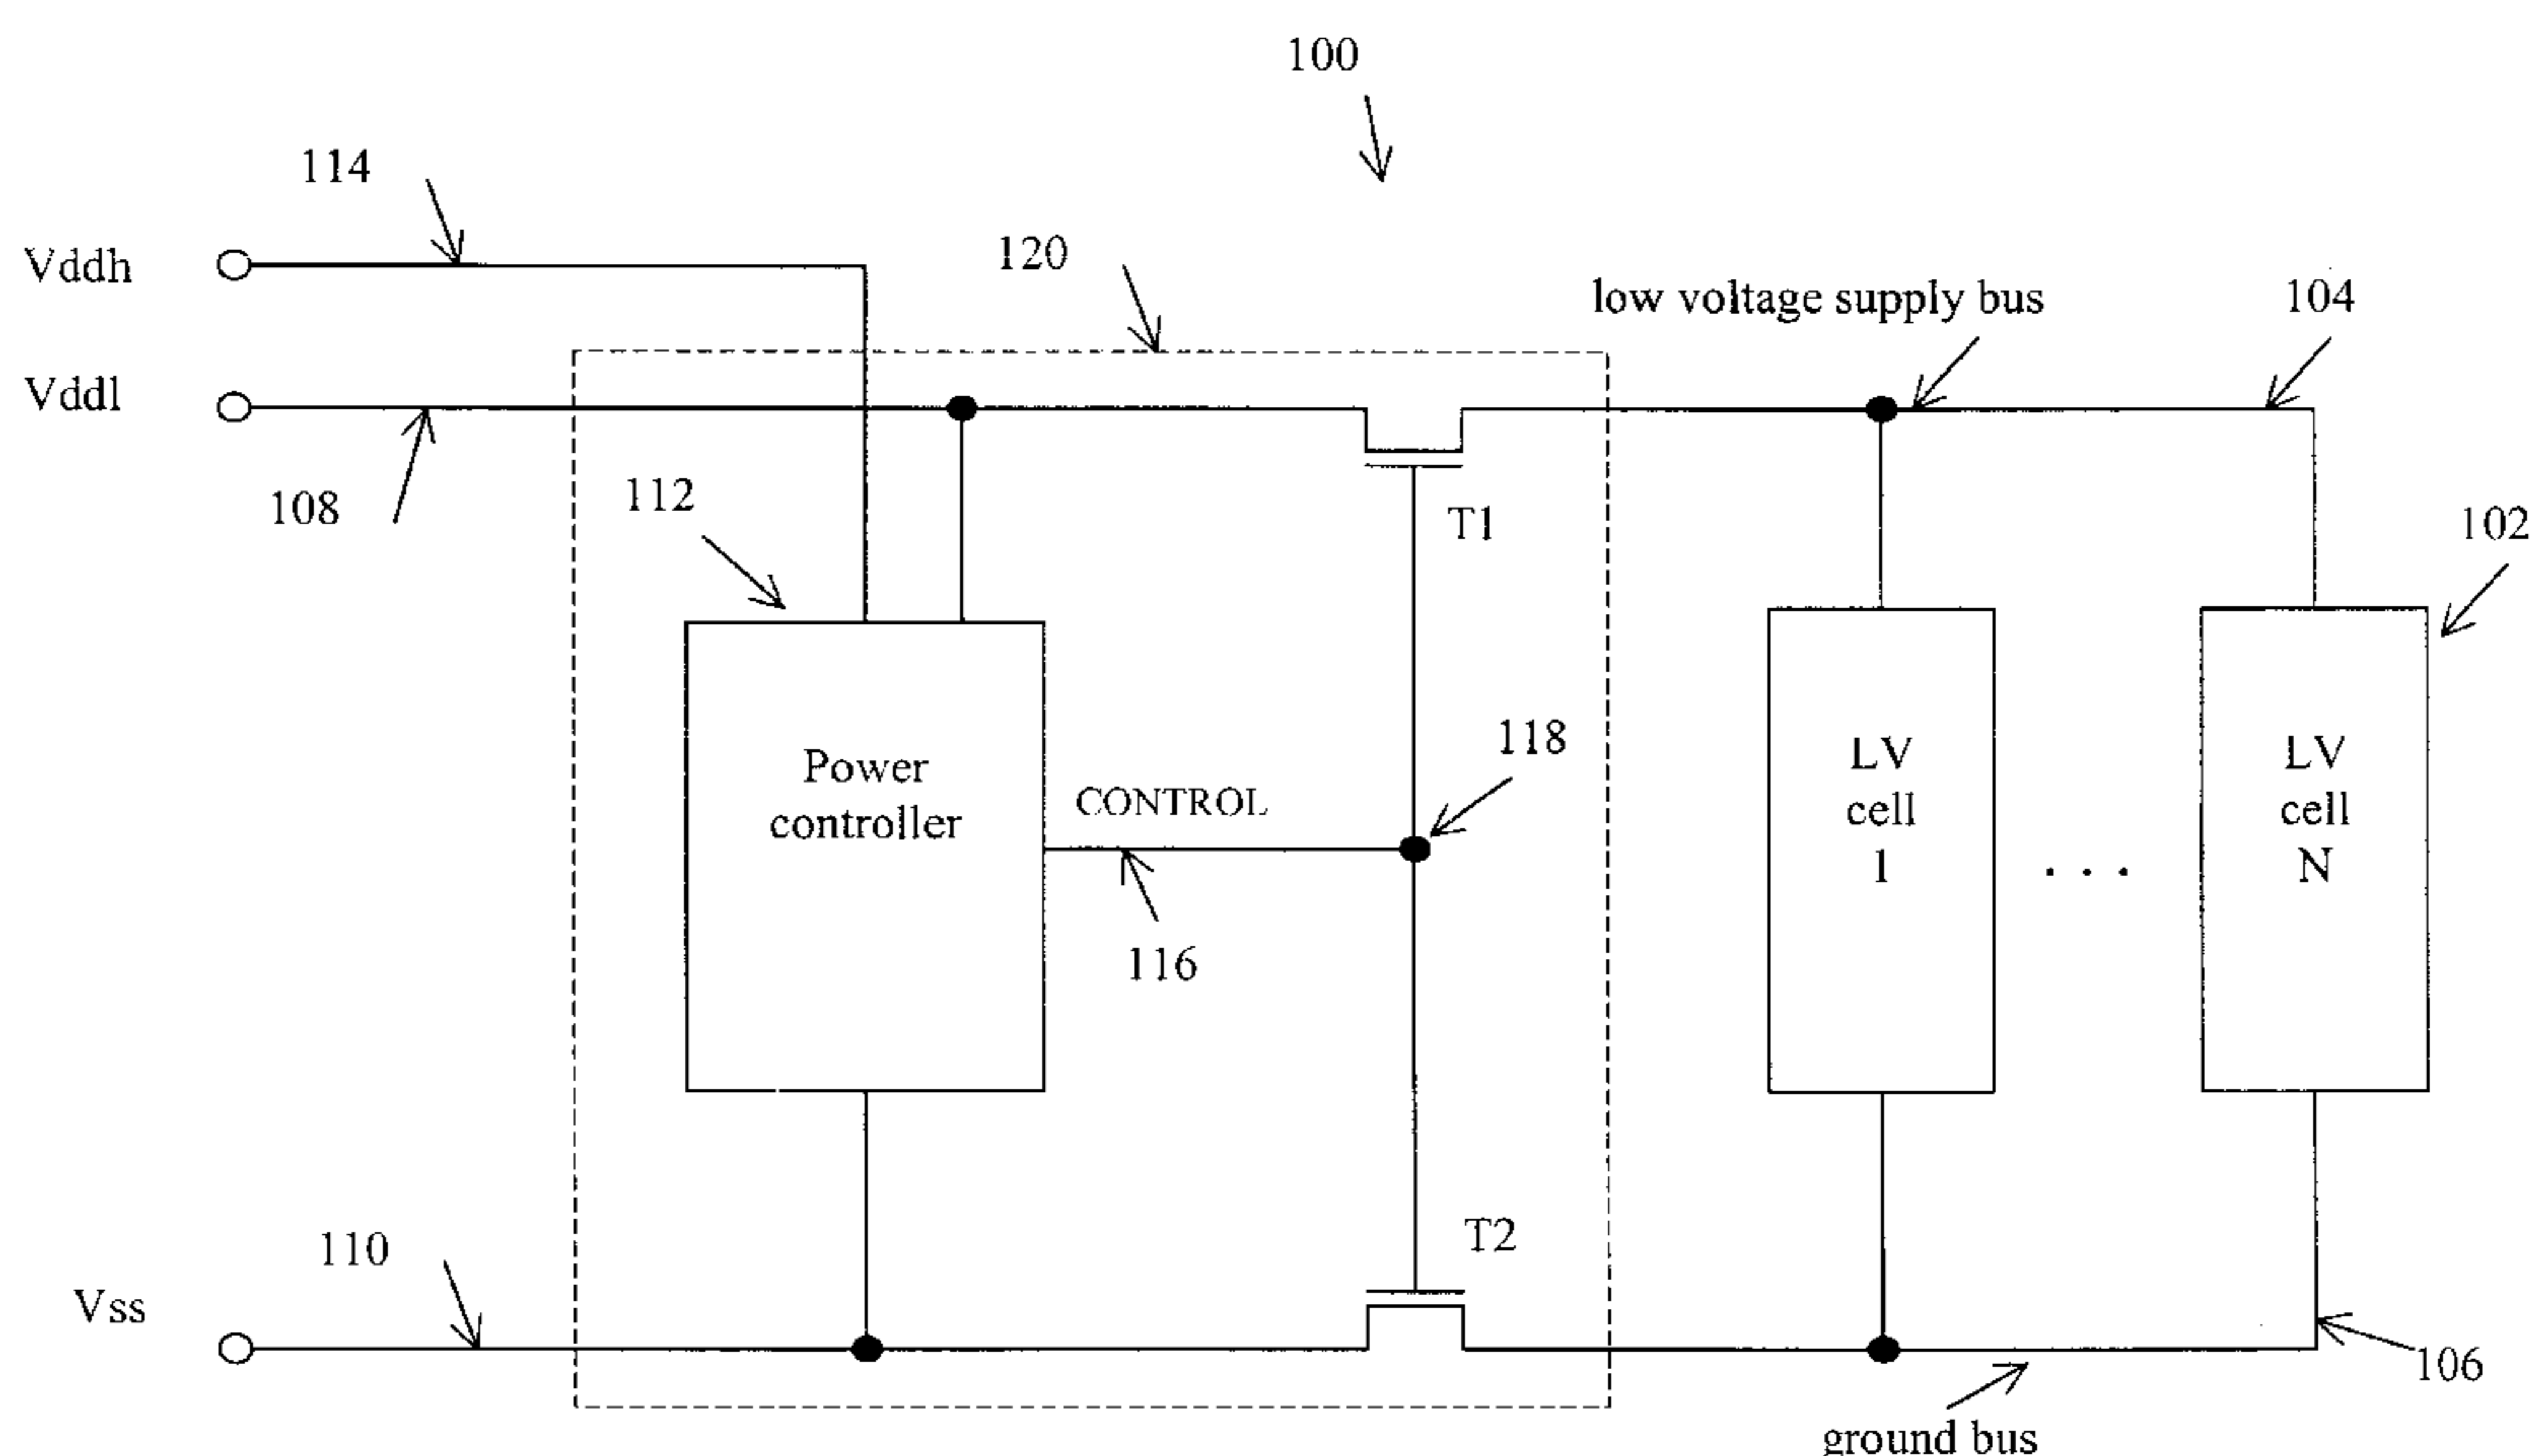 100
114
Vddh
120
low voltage supply bus
104
Vddl
108
112
T1
102
118
Power
controller
CONTROL
LV
cell
1
. . .
LV
cell
N
116
110
T2
Vss
106
ground bus